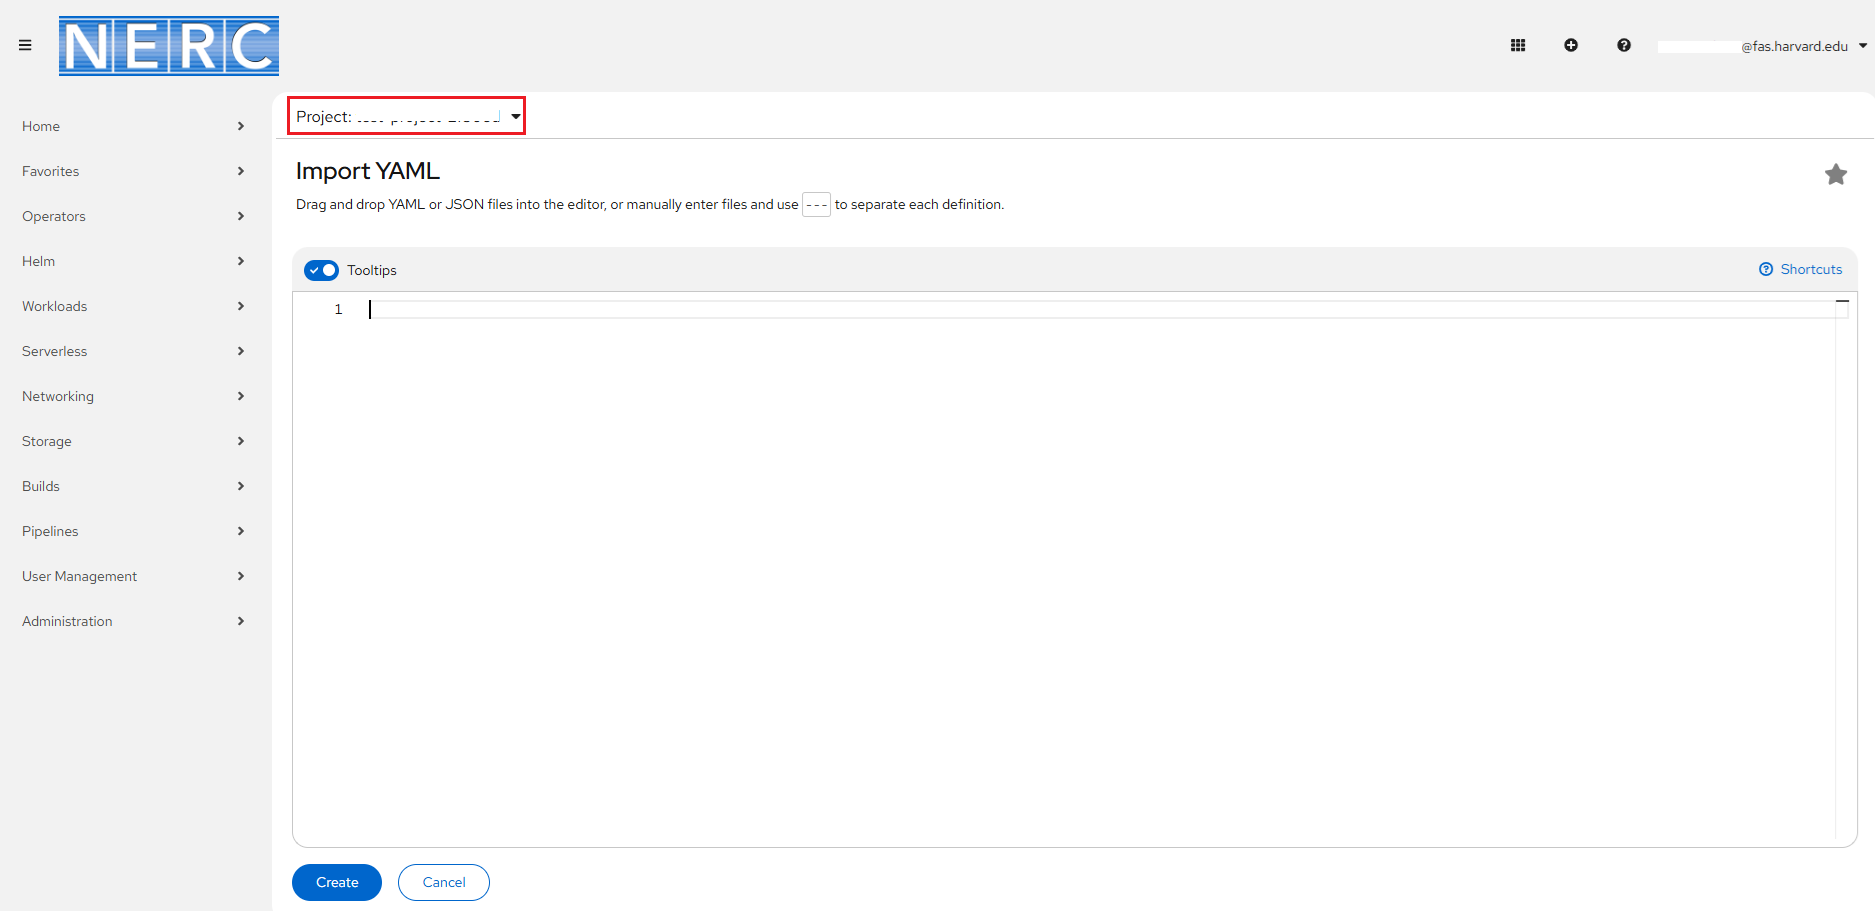 NERC
@fas.harvard.edu
Project:
Home
Favorites
Operators
Helm
Workloads
Serverless
Networking
Storage
Builds
Pipelines
User Management
Administration
Import YAML
Drag and drop YAML or JSON files into the editor, or manually enter files and use --- to separate each definition.
Tooltips
Shortcuts
1
Create
Cancel